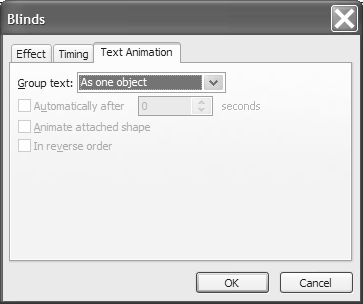 Blinds
Effect Timing Text Animation
Group text: As one object
Automatically after 0 seconds
Animate attached shape
In reverse order
OK Cancel